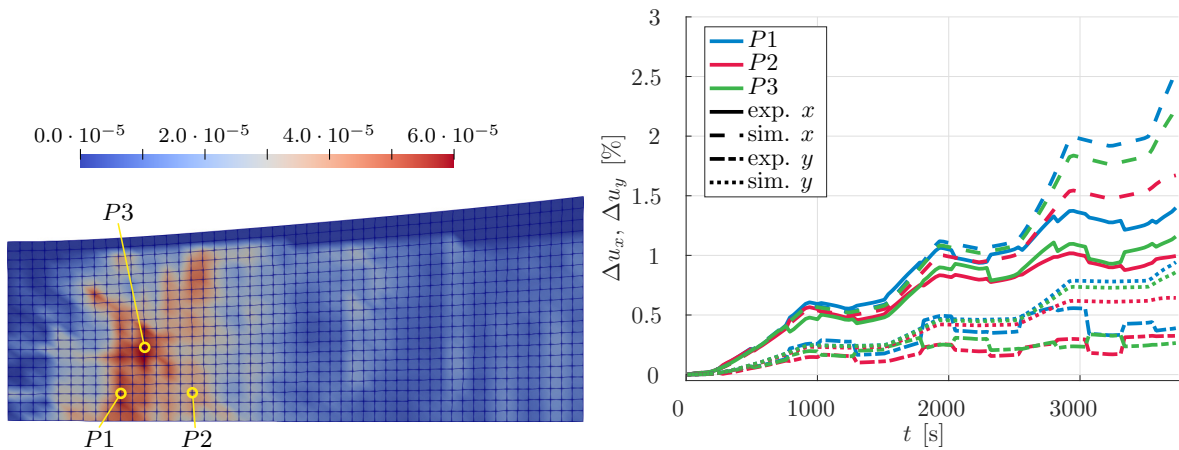 0.0 · 10⁻⁵ 2.0 · 10⁻⁵ 4.0 · 10⁻⁵ 6.0 · 10⁻⁵
P3
P1 P2
Δuₓ, Δu_y [%]
3
2.5
2
1.5
1
0.5
0
0 1000 2000 3000
t [s]
P1
P2
P3
exp. x
sim. x
exp. y
sim. y